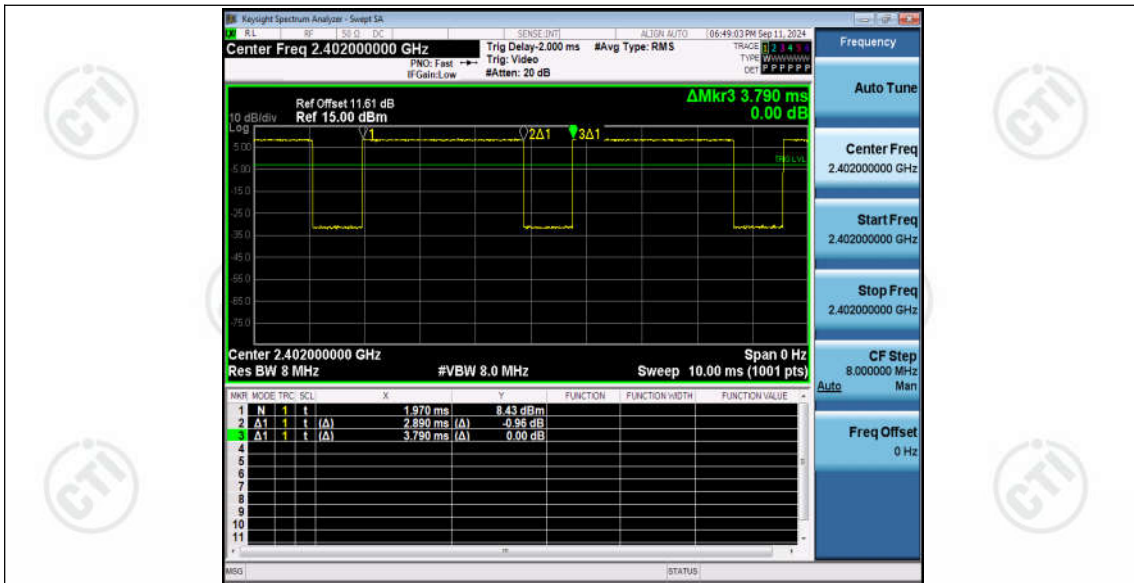 Keysight Spectrum Analyzer - Swept SA
RL RF 50 Ω DC SENSE:INT ALIGN AUTO 06:49:03 PM Sep 11, 2024
Center Freq 2.402000000 GHz
PNO: Fast
IFGain:Low
Trig Delay-2.000 ms
Trig: Video
#Atten: 20 dB
#Avg Type: RMS
TRACE 1 2 3 4 5 6
TYPE WWWWWW
DET P P P P P P
ΔMkr3 3.790 ms
0.00 dB
Ref Offset 11.61 dB
10 dB/div Ref 15.00 dBm
Log
1 2Δ1 3Δ1
5.00
TRIG LVL
-5.00
-15.0
-25.0
-35.0
-45.0
-55.0
-65.0
-75.0
Center 2.402000000 GHz Span 0 Hz
Res BW 8 MHz #VBW 8.0 MHz Sweep 10.00 ms (1001 pts)
MKR MODE TRC SCL X Y FUNCTION FUNCTION WIDTH FUNCTION VALUE
1 N 1 t 1.970 ms 8.43 dBm
2 Δ1 1 t (Δ) 2.890 ms (Δ) -0.95 dB
3 Δ1 1 t (Δ) 3.790 ms (Δ) 0.00 dB
4
5
6
7
8
9
10
11
MSG STATUS
Frequency
Auto Tune
Center Freq
2.402000000 GHz
Start Freq
2.402000000 GHz
Stop Freq
2.402000000 GHz
CF Step
8.000000 MHz
Auto Man
Freq Offset
0 Hz
CTI
CTI
CTI
CTI